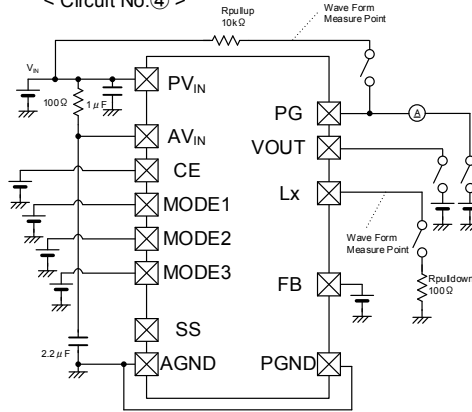 < Circuit No.④ >
Rpullup
10kΩ
Wave Form
Measure Point
VIN
100Ω
1μF
PVIN
AVIN
CE
MODE1
MODE2
MODE3
SS
AGND
PG
VOUT
Lx
FB
PGND
A
Wave Form
Measure Point
Rpulldown
100Ω
2.2μF